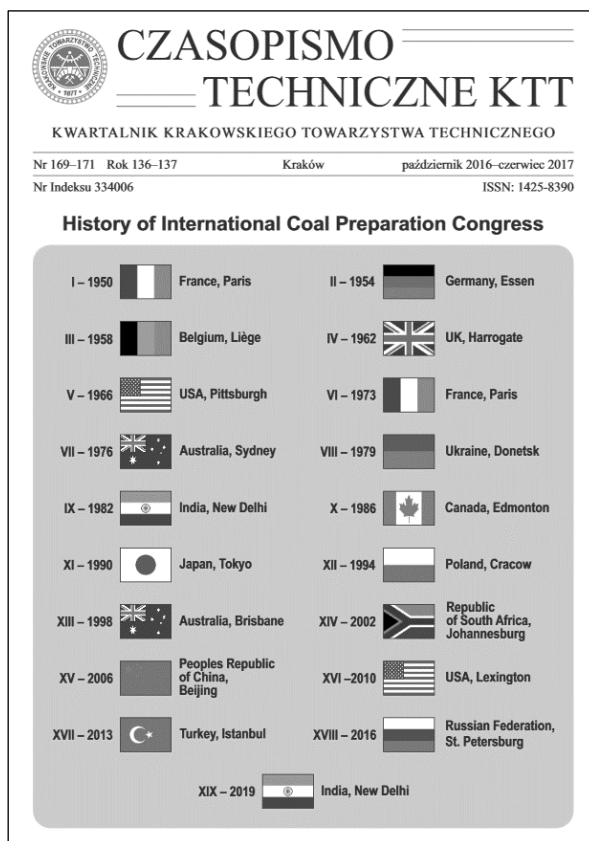 KRAKOWSKIE TOWARZYSTWO TECHNICZNE
1877
CZASOPISMO
TECHNICZNE KTT
KWARTALNIK KRAKOWSKIEGO TOWARZYSTWA TECHNICZNEGO
Nr 169–171 Rok 136–137 Kraków październik 2016–czerwiec 2017
Nr Indeksu 334006 ISSN: 1425-8390
History of International Coal Preparation Congress
I – 1950 France, Paris
II – 1954 Germany, Essen
III – 1958 Belgium, Liège
IV – 1962 UK, Harrogate
V – 1966 USA, Pittsburgh
VI – 1973 France, Paris
VII – 1976 Australia, Sydney
VIII – 1979 Ukraine, Donetsk
IX – 1982 India, New Delhi
X – 1986 Canada, Edmonton
XI – 1990 Japan, Tokyo
XII – 1994 Poland, Cracow
XIII – 1998 Australia, Brisbane
XIV – 2002 Republic
of South Africa,
Johannesburg
XV – 2006 Peoples Republic
of China,
Beijing
XVI –2010 USA, Lexington
XVII – 2013 Turkey, Istanbul
XVIII – 2016 Russian Federation,
St. Petersburg
XIX – 2019 India, New Delhi